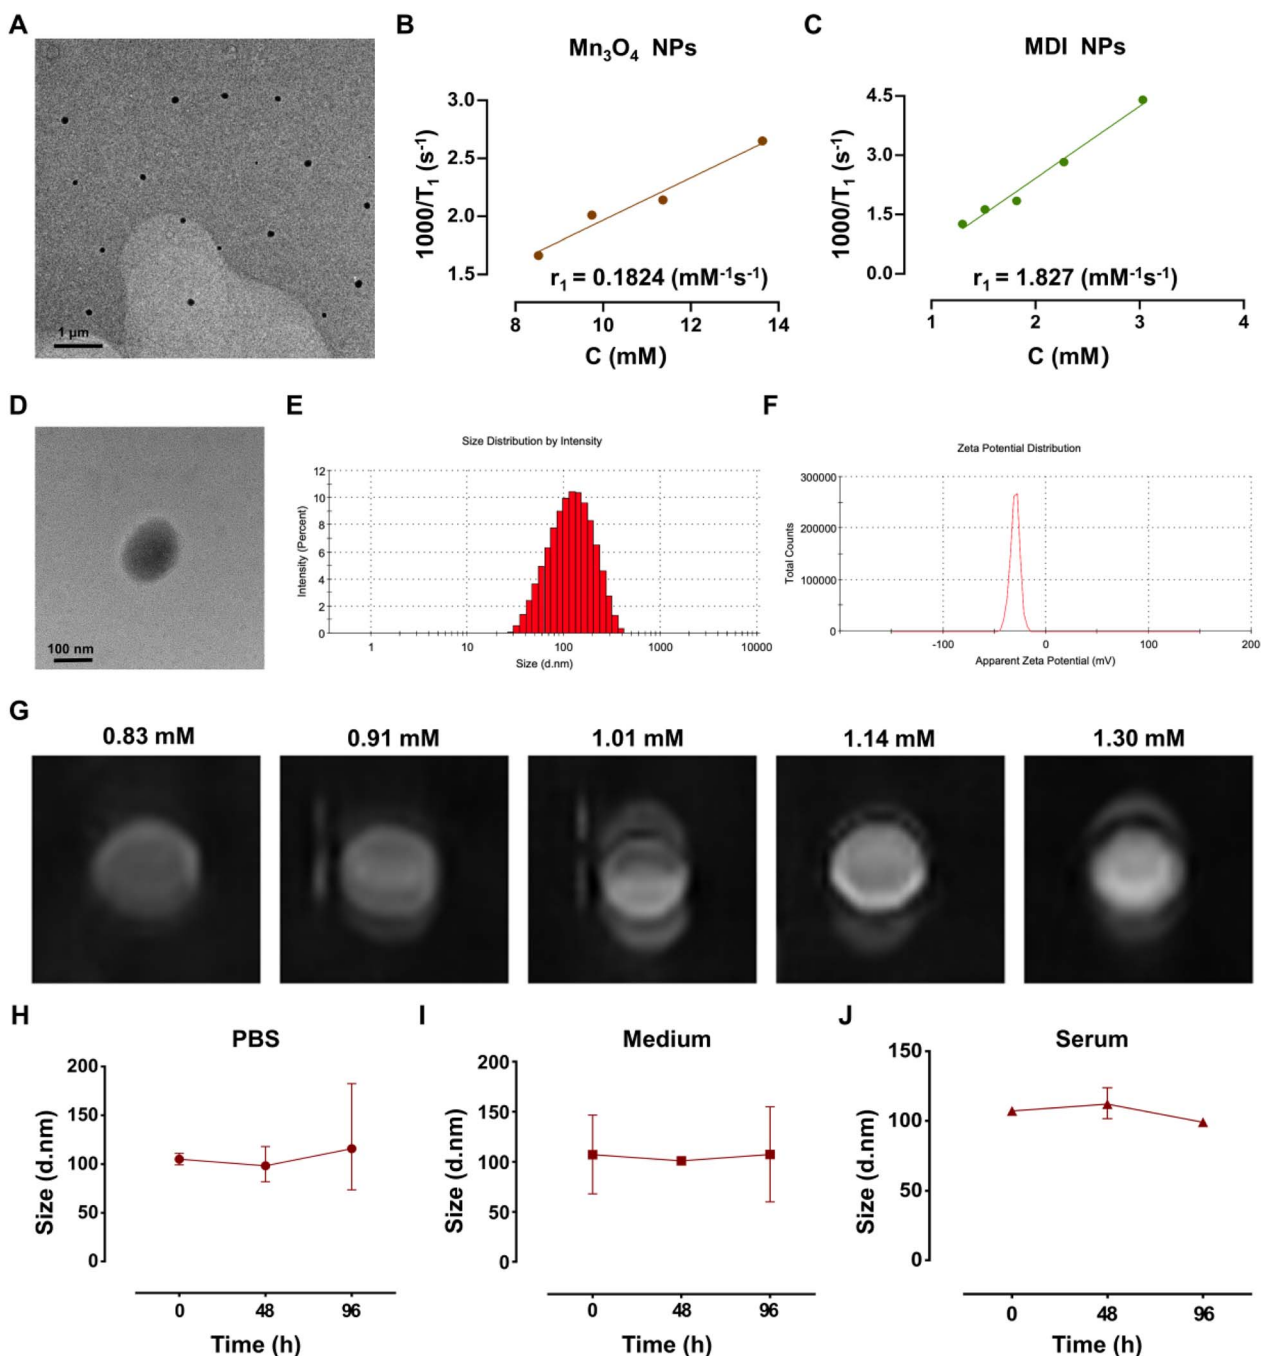 A
1 µm
B
Mn3O4 NPs
1000/T1 (s-1)
3.0
2.5
2.0
1.5
r1 = 0.1824 (mM-1s-1)
8 10 12 14
C (mM)
C
MDI NPs
1000/T1 (s-1)
4.5
3.0
1.5
0.0
r1 = 1.827 (mM-1s-1)
1 2 3 4
C (mM)
D
100 nm
E
Size Distribution by Intensity
Intensity (Percent)
12
10
8
6
4
2
0
1 10 100 1000 10000
Size (d.nm)
F
Zeta Potential Distribution
Total Counts
300000
200000
100000
0
-100 0 100 200
Apparent Zeta Potential (mV)
G
0.83 mM 0.91 mM 1.01 mM 1.14 mM 1.30 mM
H
PBS
Size (d.nm)
200
150
100
50
0
0 48 96
Time (h)
I
Medium
Size (d.nm)
200
150
100
50
0
0 48 96
Time (h)
J
Serum
Size (d.nm)
150
100
50
0
0 48 96
Time (h)